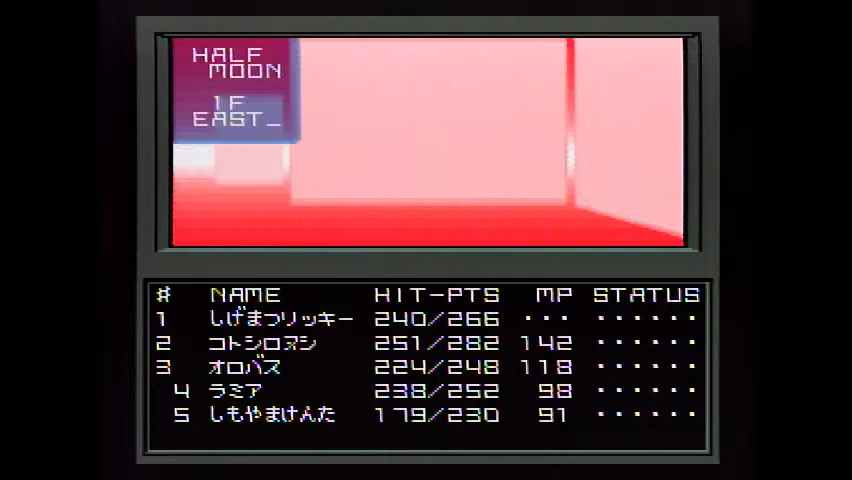 HALF
MOON
1F
EAST_
# NAME HIT-PTS MP STATUS
1 しげまつリッキー 240/266 ··· ······
2 コトシロヌシ 251/282 142 ······
3 オロバス 224/248 118 ······
4 ラミア 238/252 98 ······
5 しもやまけんた 179/230 91 ······